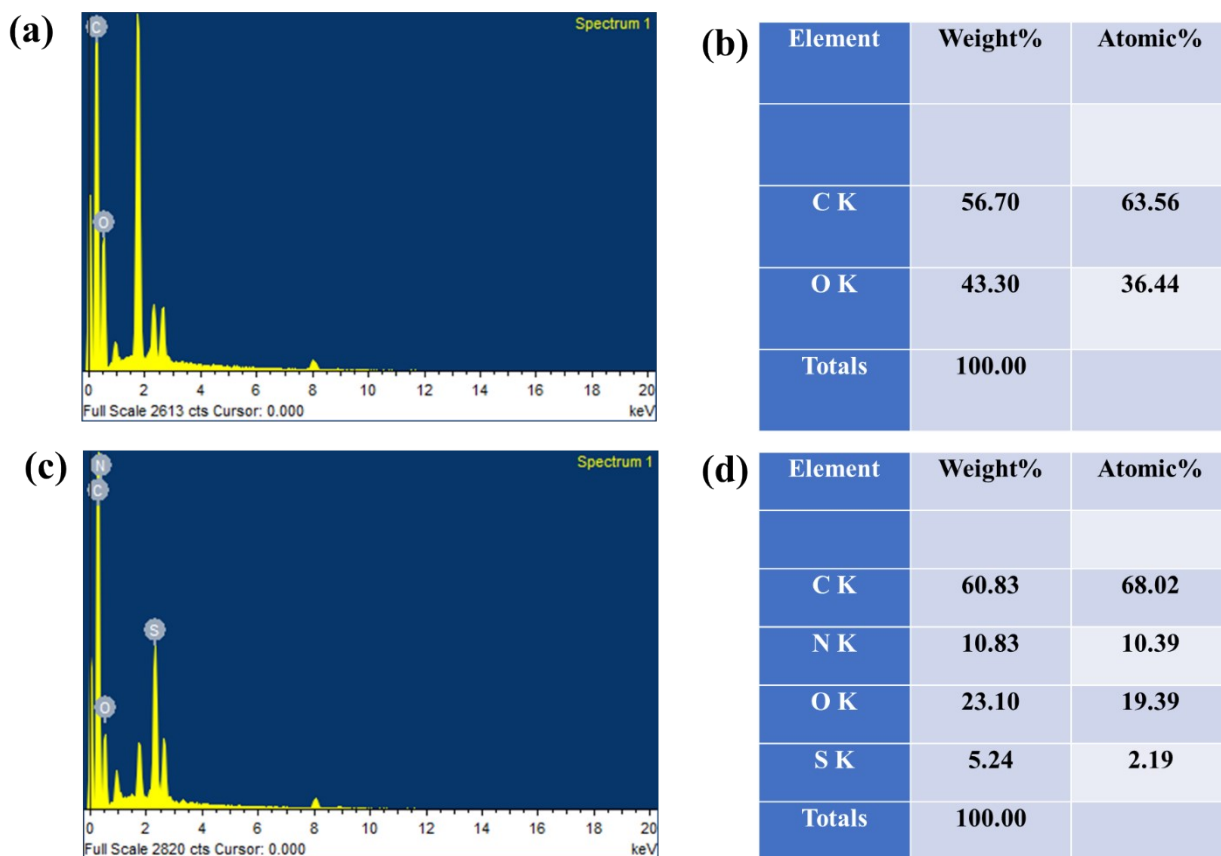 (a)
Spectrum 1
C
O
0 2 4 6 8 10 12 14 16 18 20
Full Scale 2613 cts Cursor: 0.000 keV
(b)
Element Weight% Atomic%
C K 56.70 63.56
O K 43.30 36.44
Totals 100.00
(c)
Spectrum 1
N
C
S
O
0 2 4 6 8 10 12 14 16 18 20
Full Scale 2820 cts Cursor: 0.000 keV
(d)
Element Weight% Atomic%
C K 60.83 68.02
N K 10.83 10.39
O K 23.10 19.39
S K 5.24 2.19
Totals 100.00